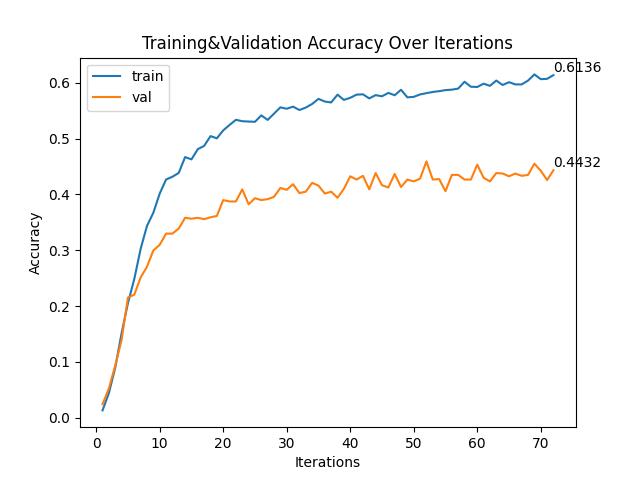 Training&Validation Accuracy Over Iterations
train
val
0.6136
0.4432
Accuracy
0.6
0.5
0.4
0.3
0.2
0.1
0.0
0 10 20 30 40 50 60 70
Iterations